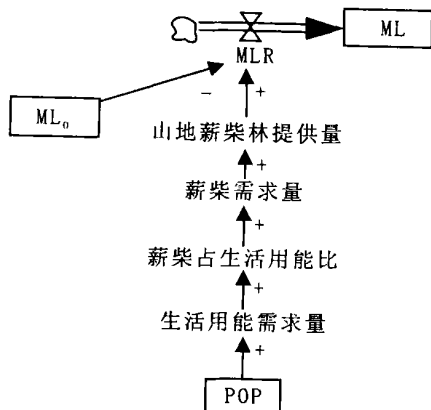 ML
MLR
− +
ML₀
山地薪柴林提供量
+
薪柴需求量
+
薪柴占生活用能比
+
生活用能需求量
+
POP